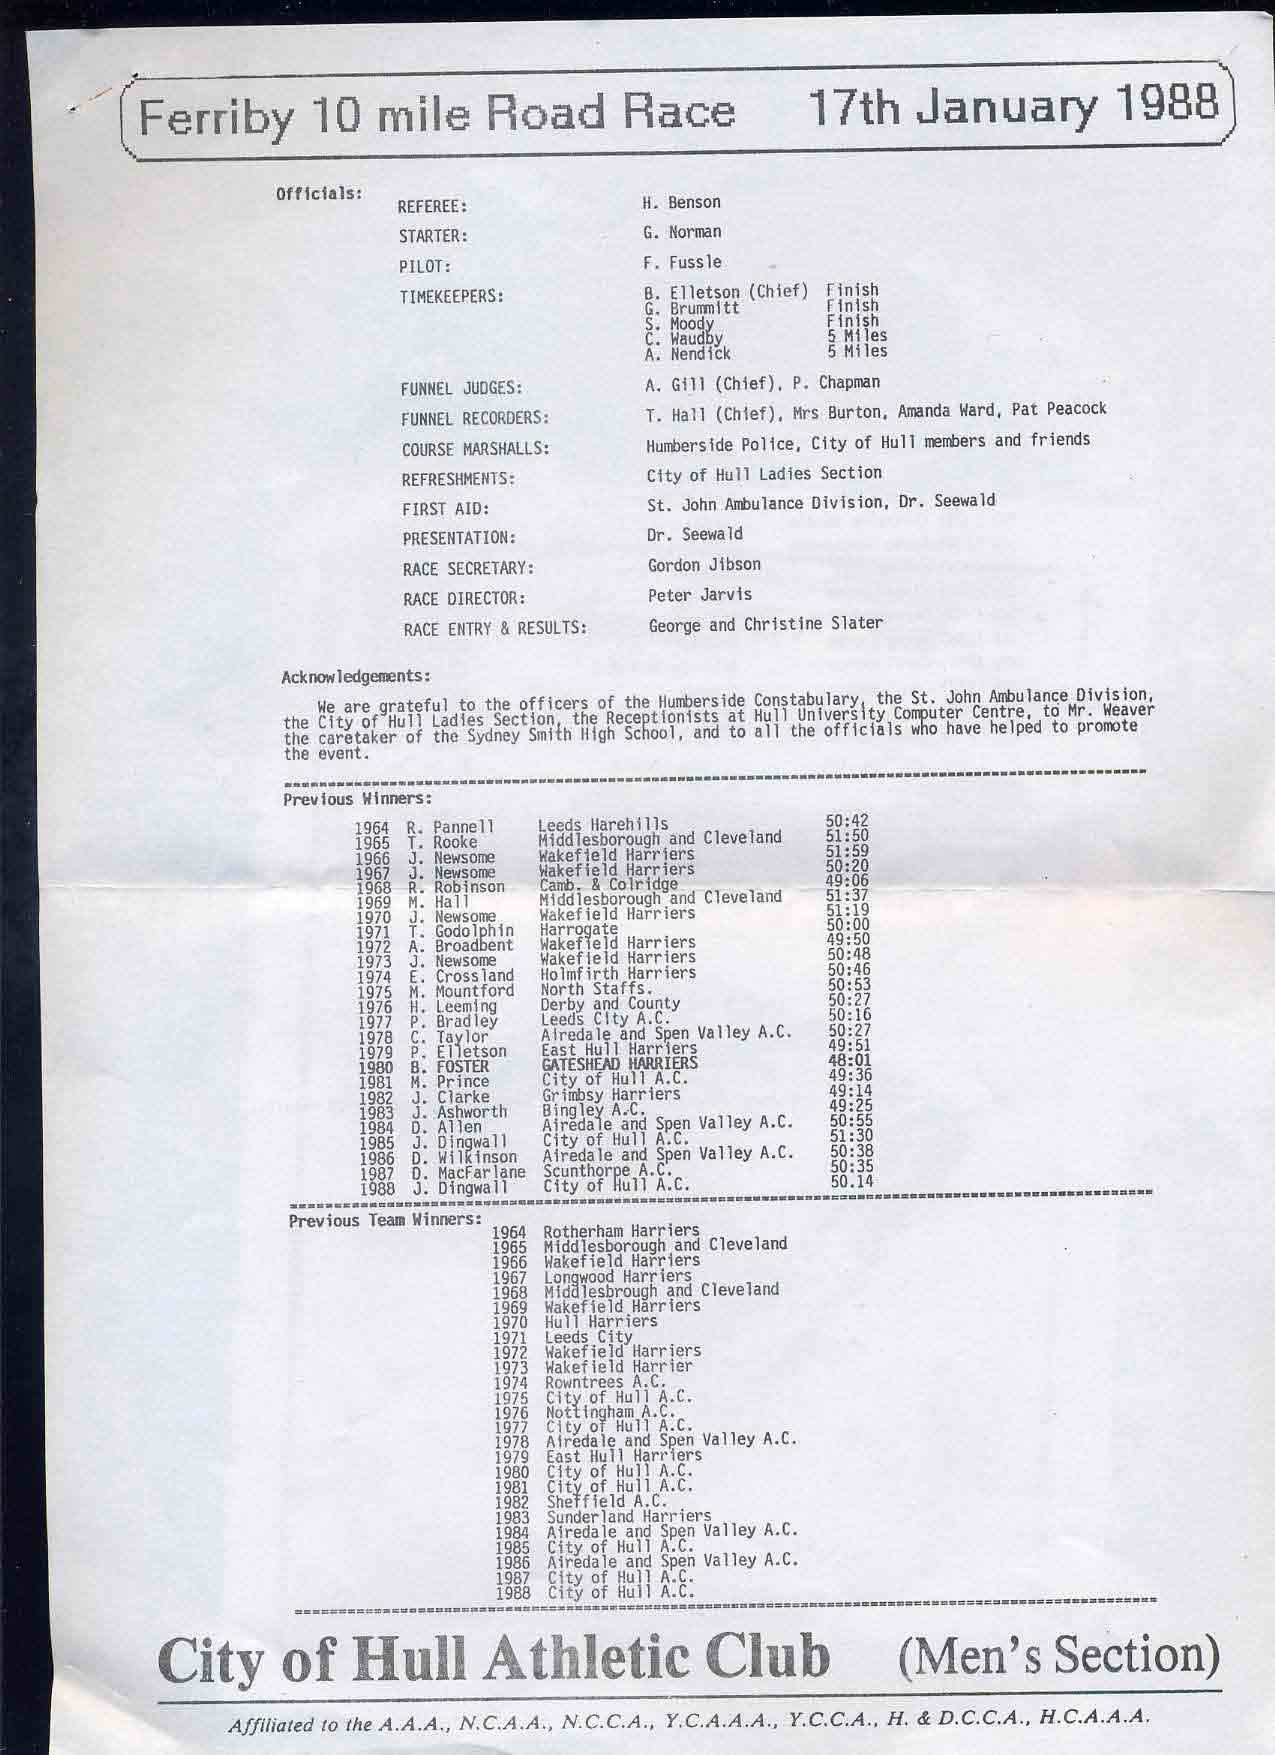 Ferriby 10 mile Road Race 17th January 1988
Officials:
REFEREE: H. Benson
STARTER: G. Norman
PILOT: F. Fussle
TIMEKEEPERS: B. Elletson (Chief) Finish
G. Brummitt Finish
S. Moody Finish
C. Waudby 5 Miles
A. Nendick 5 Miles
FUNNEL JUDGES: A. Gill (Chief), P. Chapman
FUNNEL RECORDERS: T. Hall (Chief), Mrs Burton, Amanda Ward, Pat Peacock
COURSE MARSHALLS: Humberside Police, City of Hull members and friends
REFRESHMENTS: City of Hull Ladies Section
FIRST AID: St. John Ambulance Division, Dr. Seewald
PRESENTATION: Dr. Seewald
RACE SECRETARY: Gordon Jibson
RACE DIRECTOR: Peter Jarvis
RACE ENTRY & RESULTS: George and Christine Slater
Acknowledgements:
We are grateful to the officers of the Humberside Constabulary, the St. John Ambulance Division,
the City of Hull Ladies Section, the Receptionists at Hull University Computer Centre, to Mr. Weaver
the caretaker of the Sydney Smith High School, and to all the officials who have helped to promote
the event.
Previous Winners:
1964 R. Pannell Leeds Harehills 50:42
1965 T. Rooke Middlesborough and Cleveland 51:50
1966 J. Newsome Wakefield Harriers 51:59
1967 J. Newsome Wakefield Harriers 50:20
1968 R. Robinson Camb. & Colridge 49:06
1969 M. Hall Middlesborough and Cleveland 51:37
1970 J. Newsome Wakefield Harriers 51:19
1971 T. Godolphin Harrogate 50:00
1972 A. Broadbent Wakefield Harriers 49:50
1973 J. Newsome Wakefield Harriers 50:48
1974 E. Crossland Holmfirth Harriers 50:46
1975 M. Mountford North Staffs. 50:53
1976 H. Leeming Derby and County 50:27
1977 P. Bradley Leeds City A.C. 50:16
1978 C. Taylor Airedale and Spen Valley A.C. 50:27
1979 P. Elletson East Hull Harriers 49:51
1980 B. FOSTER GATESHEAD HARRIERS 48:01
1981 M. Prince City of Hull A.C. 49:36
1982 J. Clarke Grimsby Harriers 49:14
1983 J. Ashworth Bingley A.C. 49:25
1984 D. Allen Airedale and Spen Valley A.C. 50:55
1985 J. Dingwall City of Hull A.C. 51:30
1986 D. Wilkinson Airedale and Spen Valley A.C. 50:38
1987 D. MacFarlane Scunthorpe A.C. 50:35
1988 J. Dingwall City of Hull A.C. 50.14
Previous Team Winners:
1964 Rotherham Harriers
1965 Middlesborough and Cleveland
1966 Wakefield Harriers
1967 Longwood Harriers
1968 Middlesbrough and Cleveland
1969 Wakefield Harriers
1970 Hull Harriers
1971 Leeds City
1972 Wakefield Harriers
1973 Wakefield Harrier
1974 Rowntrees A.C.
1975 City of Hull A.C.
1976 Nottingham A.C.
1977 City of Hull A.C.
1978 Airedale and Spen Valley A.C.
1979 East Hull Harriers
1980 City of Hull A.C.
1981 City of Hull A.C.
1982 Sheffield A.C.
1983 Sunderland Harriers
1984 Airedale and Spen Valley A.C.
1985 City of Hull A.C.
1986 Airedale and Spen Valley A.C.
1987 City of Hull A.C.
1988 City of Hull A.C.
City of Hull Athletic Club (Men's Section)
Affiliated to the A.A.A., N.C.A.A., N.C.C.A., Y.C.A.A.A., Y.C.C.A., H. & D.C.C.A., H.C.A.A.A.